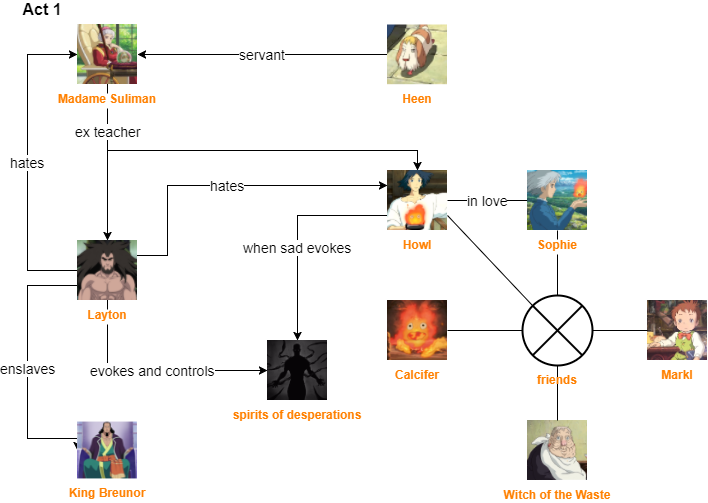 Act 1
servant
Madame Suliman
Heen
ex teacher
hates
hates
in love
Howl
Sophie
when sad evokes
Layton
enslaves
evokes and controls
Calcifer
friends
Markl
spirits of desperations
King Breunor
Witch of the Waste